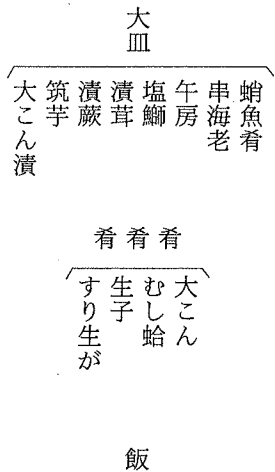 大皿
蛸魚肴
串海老
午房
塩鰤
漬茸
漬蕨
筑芋
大こん漬
肴肴肴
大こん
むし蛤
生子
すり生が
飯